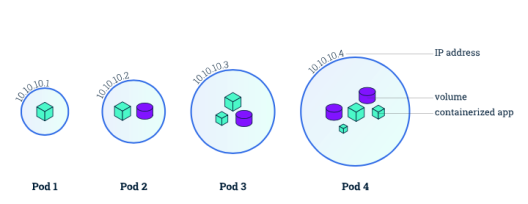 10.10.10.1
10.10.10.2
10.10.10.3
10.10.10.4
IP address
volume
containerized app
Pod 1
Pod 2
Pod 3
Pod 4